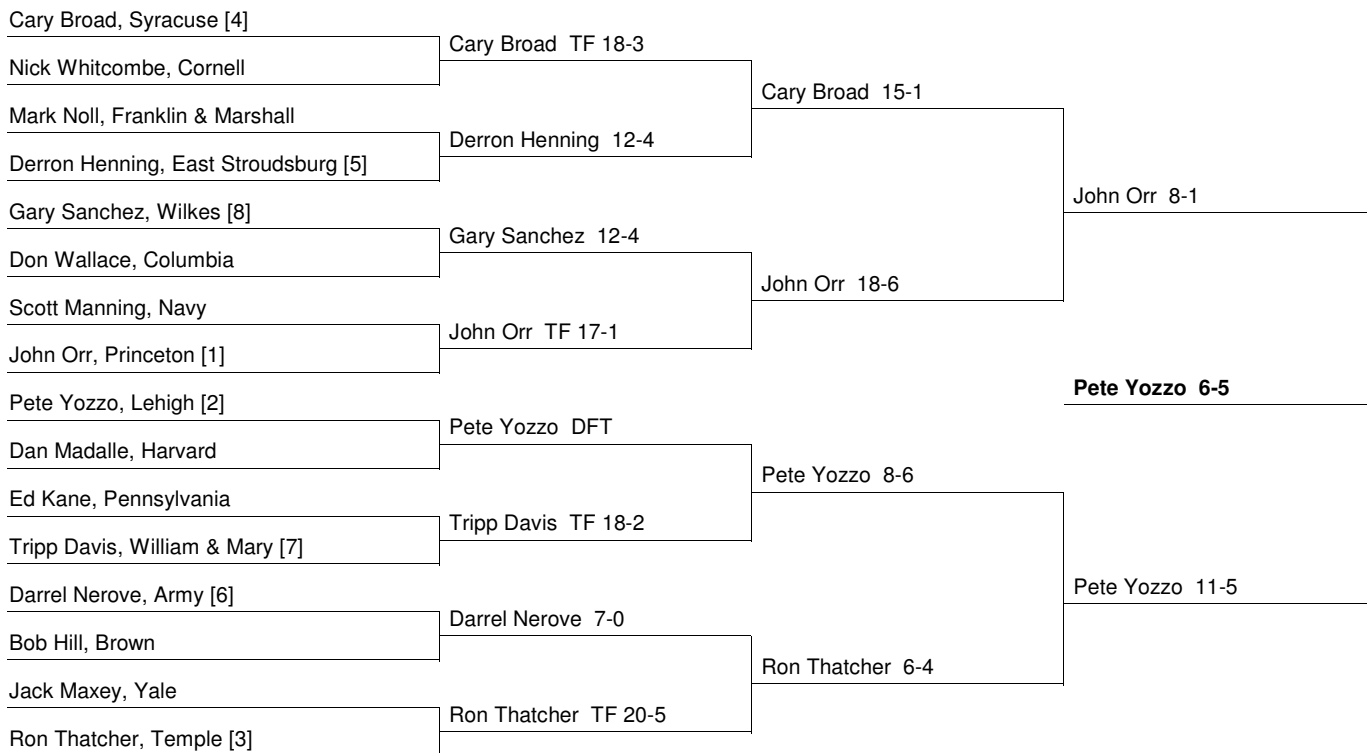 Cary Broad, Syracuse [4]
Nick Whitcombe, Cornell
Mark Noll, Franklin & Marshall
Derron Henning, East Stroudsburg [5]
Gary Sanchez, Wilkes [8]
Don Wallace, Columbia
Scott Manning, Navy
John Orr, Princeton [1]
Pete Yozzo, Lehigh [2]
Dan Madalle, Harvard
Ed Kane, Pennsylvania
Tripp Davis, William & Mary [7]
Darrel Nerove, Army [6]
Bob Hill, Brown
Jack Maxey, Yale
Ron Thatcher, Temple [3]
Cary Broad TF 18-3
Derron Henning 12-4
Gary Sanchez 12-4
John Orr TF 17-1
Pete Yozzo DFT
Tripp Davis TF 18-2
Darrel Nerove 7-0
Ron Thatcher TF 20-5
Cary Broad 15-1
John Orr 18-6
Pete Yozzo 8-6
Ron Thatcher 6-4
John Orr 8-1
Pete Yozzo 11-5
Pete Yozzo 6-5